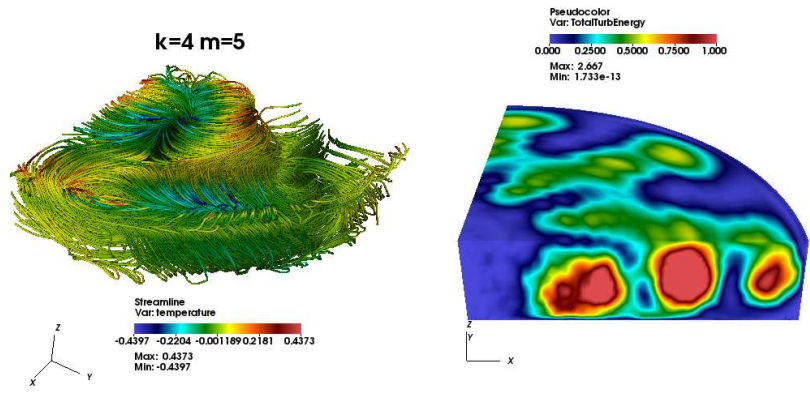 k=4 m=5
Streamline
Var: temperature
-0.4397 -0.2204 -0.001189 0.2181 0.4373
Max: 0.4373
Min: -0.4397
Z
X
Y
Pseudocolor
Var: TotalTurbEnergy
0.000 0.2500 0.5000 0.7500 1.000
Max: 2.667
Min: 1.733e-13
Z
Y
X